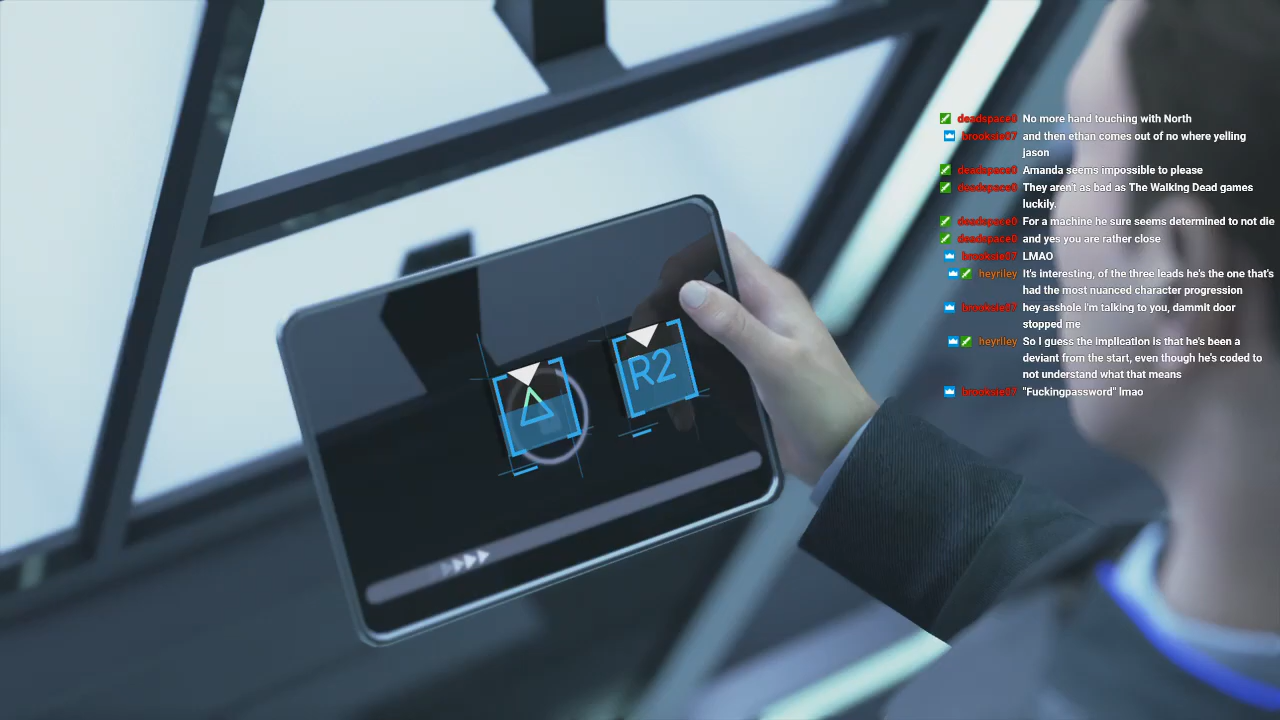 deadspace0 No more hand touching with North
brooksie07 and then ethan comes out of no where yelling
jason
deadspace0 Amanda seems impossible to please
deadspace0 They aren't as bad as The Walking Dead games
luckily.
deadspace0 For a machine he sure seems determined to not die
deadspace0 and yes you are rather close
brooksie07 LMAO
heyriley It's interesting, of the three leads he's the one that's
had the most nuanced character progression
brooksie07 hey asshole i'm talking to you, dammit door
stopped me
heyriley So I guess the implication is that he's been a
deviant from the start, even though he's coded to
not understand what that means
brooksie07 "Fuckingpassword" lmao
R2